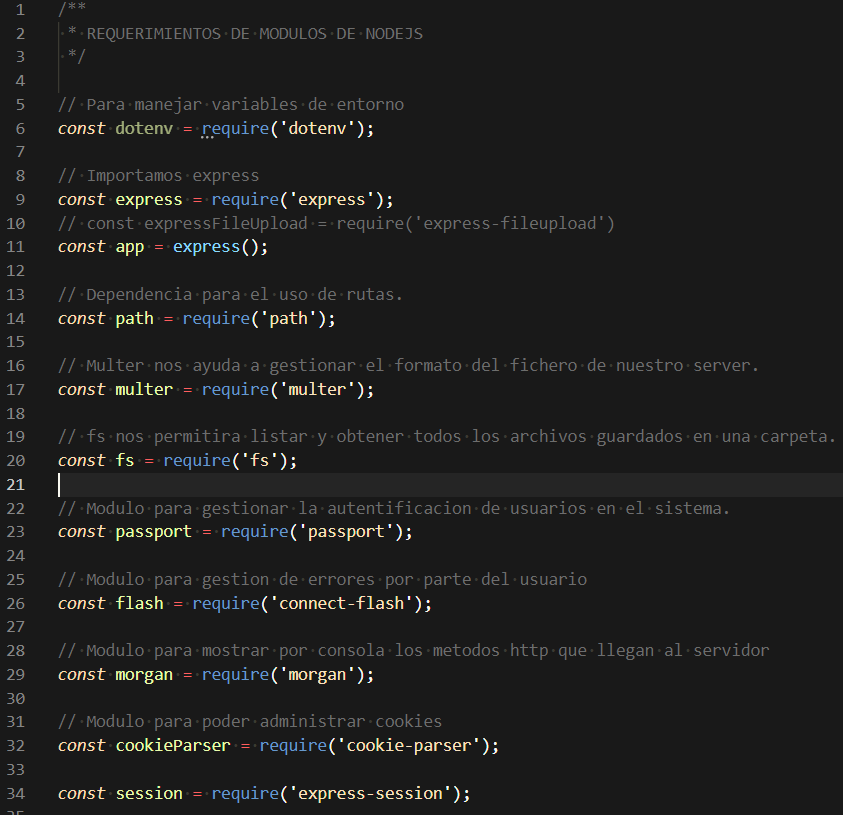 1 /**
2 * REQUERIMIENTOS DE MODULOS DE NODEJS
3 */
4
5 // Para manejar variables de entorno
6 const dotenv = require('dotenv');
7
8 // Importamos express
9 const express = require('express');
10 // const expressFileUpload = require('express-fileupload')
11 const app = express();
12
13 // Dependencia para el uso de rutas.
14 const path = require('path');
15
16 // Multer nos ayuda a gestionar el formato del fichero de nuestro server.
17 const multer = require('multer');
18
19 // fs nos permitira listar y obtener todos los archivos guardados en una carpeta.
20 const fs = require('fs');
21
22 // Modulo para gestionar la autentificacion de usuarios en el sistema.
23 const passport = require('passport');
24
25 // Modulo para gestion de errores por parte del usuario
26 const flash = require('connect-flash');
27
28 // Modulo para mostrar por consola los metodos http que llegan al servidor
29 const morgan = require('morgan');
30
31 // Modulo para poder administrar cookies
32 const cookieParser = require('cookie-parser');
33
34 const session = require('express-session');